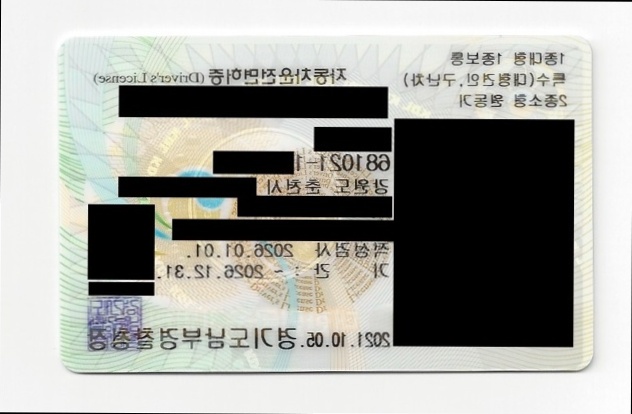 1종대형 1종보통
특수(대형견인,구난차)
2종소형 원동기
자동차운전면허증 (Driver's License)
681021-1
강원도 춘천시
적성검사 2026.01.01.
기 간 : ~ 2026.12.31.
2021.10.05. 경기도남부경찰청장